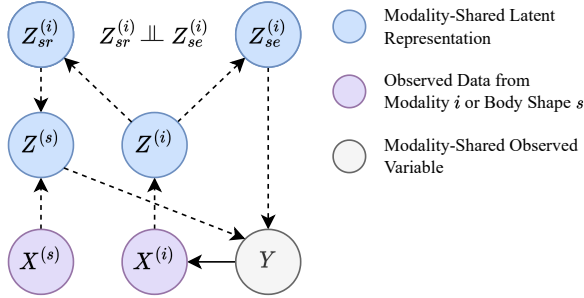 Z_{sr}^{(i)}
Z_{sr}^{(i)} ⫫ Z_{se}^{(i)}
Z_{se}^{(i)}
Z^{(s)}
Z^{(i)}
X^{(s)}
X^{(i)}
Y
Modality-Shared Latent
Representation
Observed Data from
Modality i or Body Shape s
Modality-Shared Observed
Variable